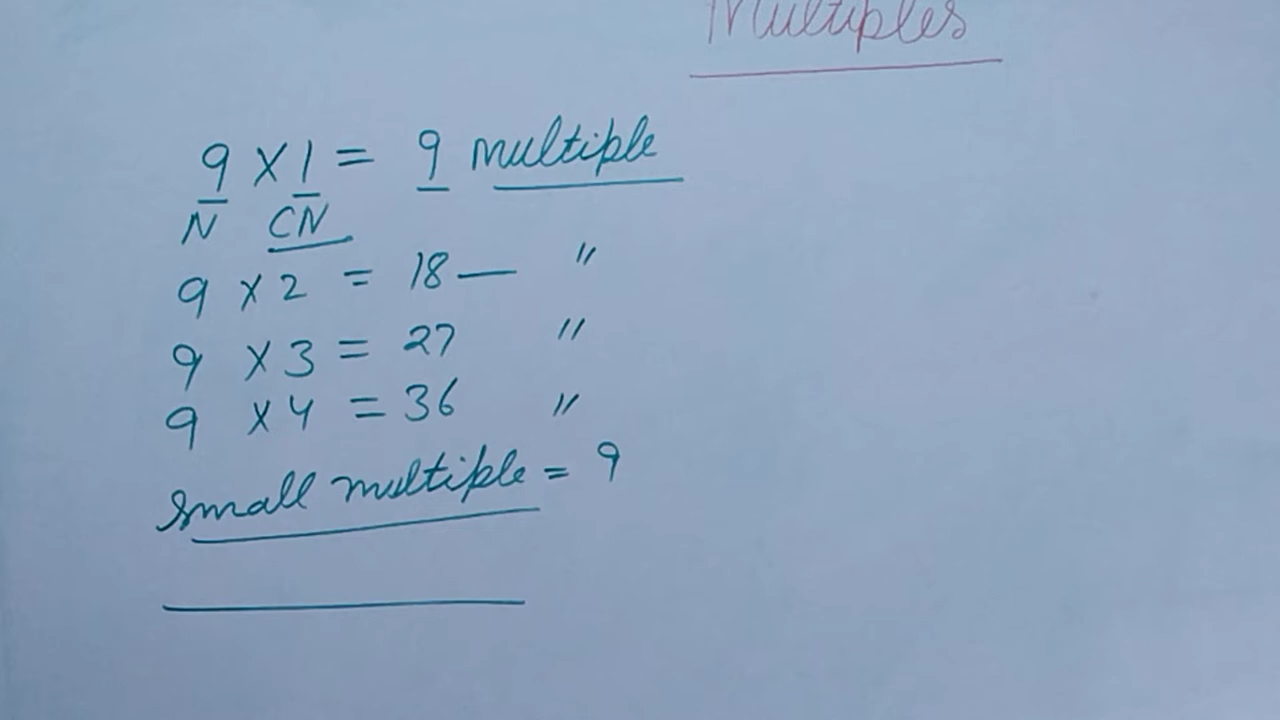 Multiples
9 X 1 = 9 multiple
N CN
9 X 2 = 18 — "
9 X 3 = 27 "
9 X 4 = 36 "
Small multiple = 9